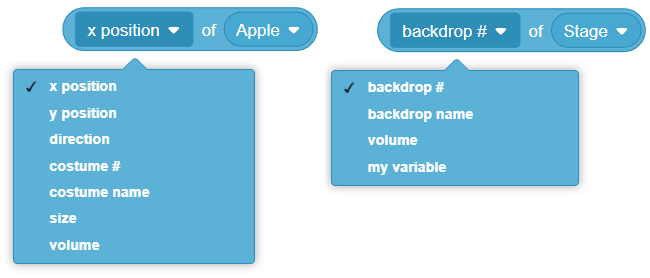 x position of Apple
backdrop # of Stage
x position
y position
direction
costume #
costume name
size
volume
backdrop #
backdrop name
volume
my variable